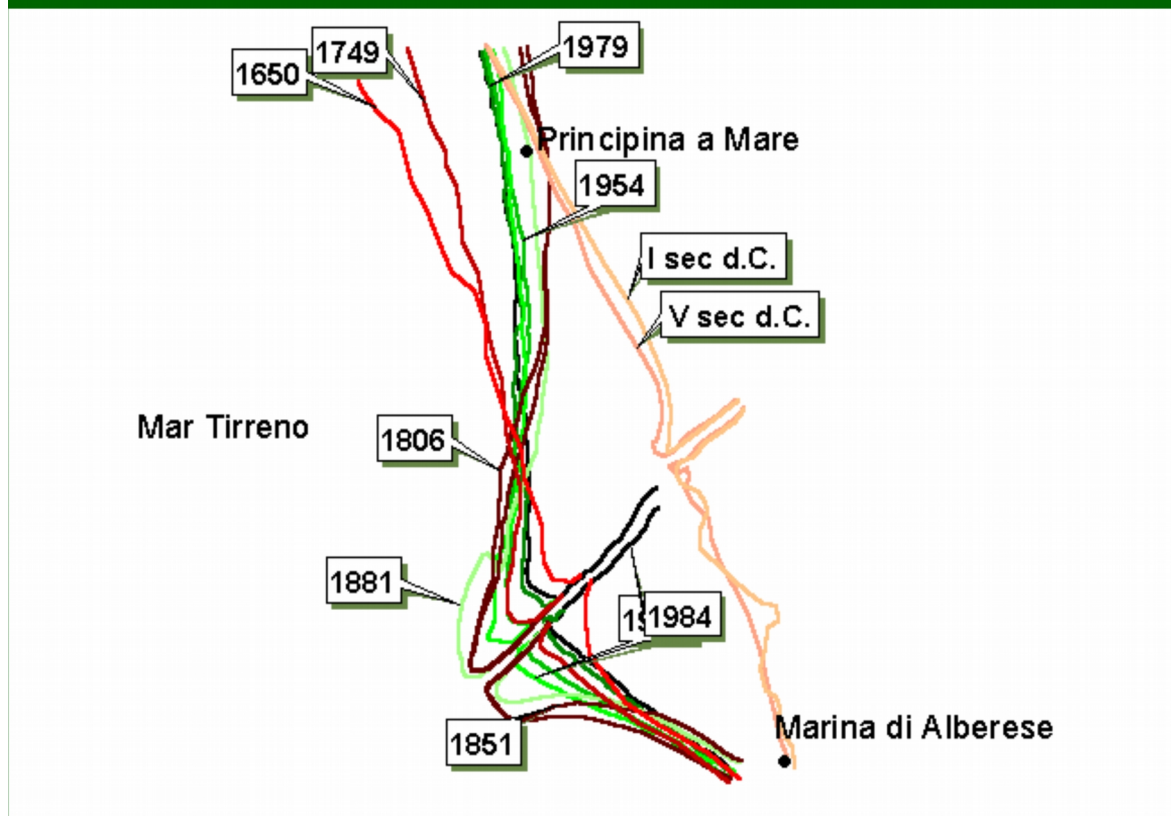 1749
1979
1650
Principina a Mare
1954
I sec d.C.
V sec d.C.
Mar Tirreno
1806
1881
1984
Marina di Alberese
1851